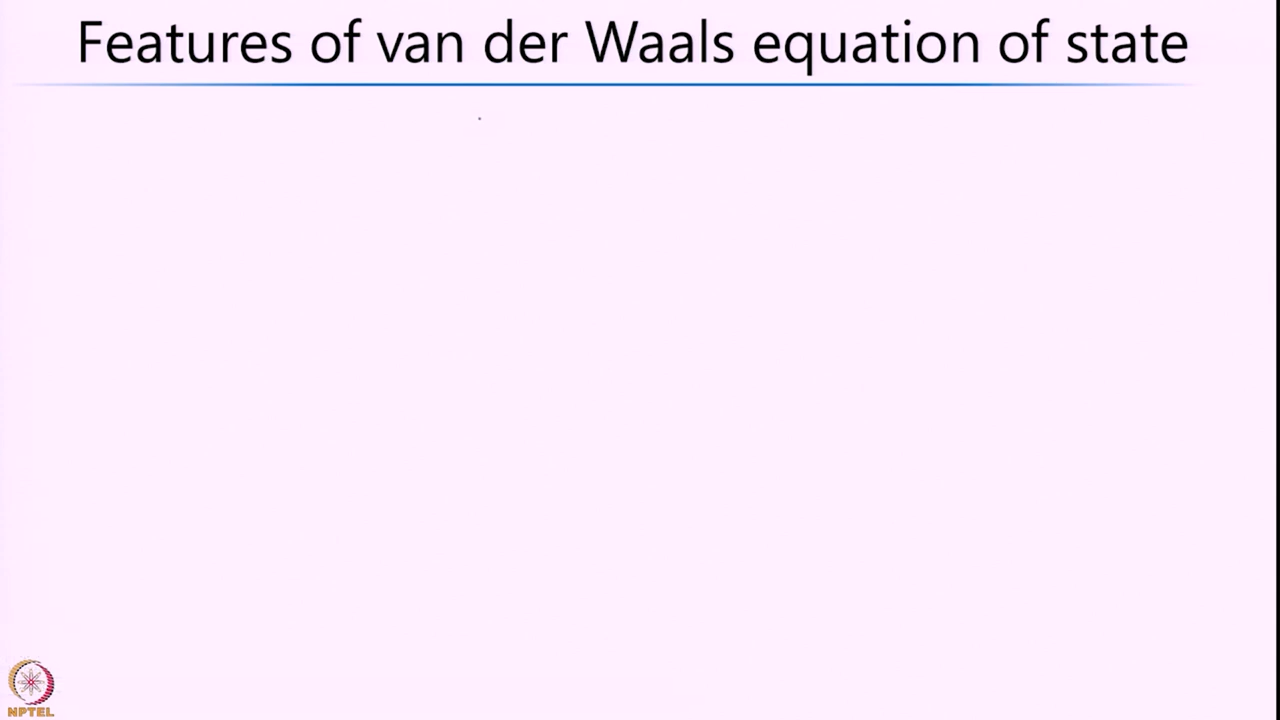 Features of van der Waals equation of state
NPTEL